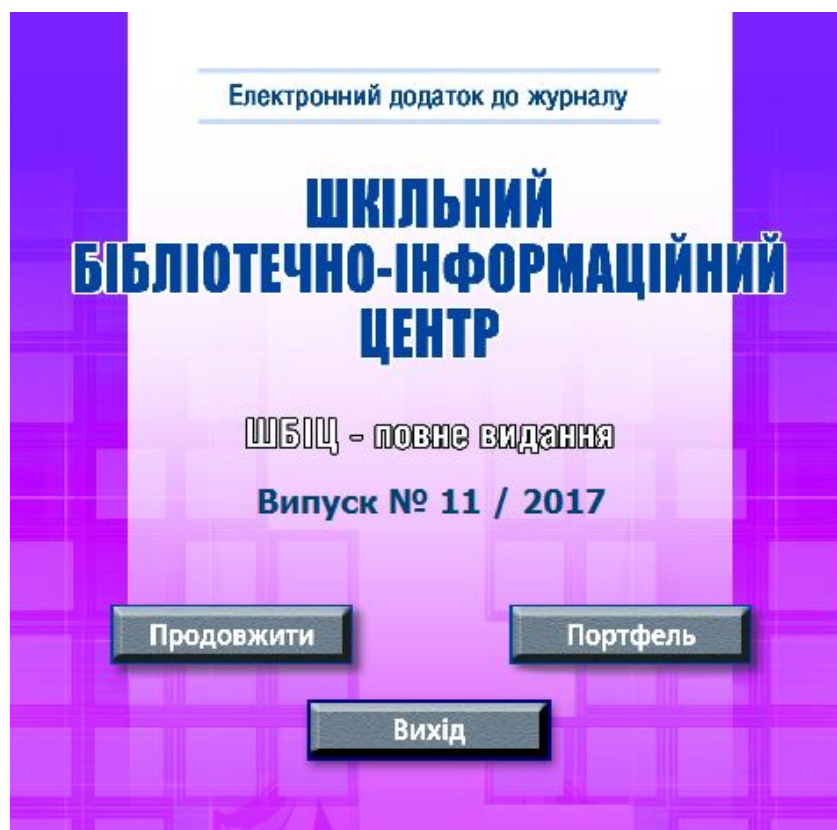 Електронний додаток до журналу
ШКІЛЬНИЙ
БІБЛІОТЕЧНО-ІНФОРМАЦІЙНИЙ
ЦЕНТР
ШБІЦ - повне видання
Випуск № 11 / 2017
Продовжити
Портфель
Вихід